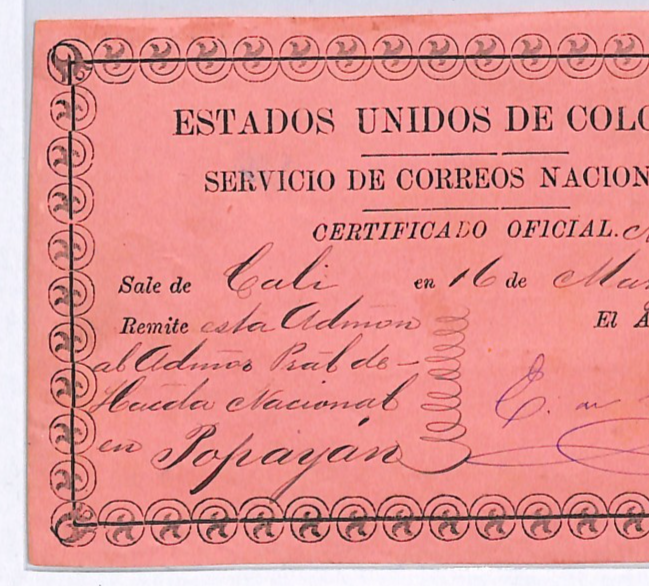 ESTADOS UNIDOS DE COLO
SERVICIO DE CORREOS NACION
CERTIFICADO OFICIAL.
Sale de Cali en 16 de Ma
Remite esta Admon El A
al Admor Pral de
Hacda Nacional
en Popayán